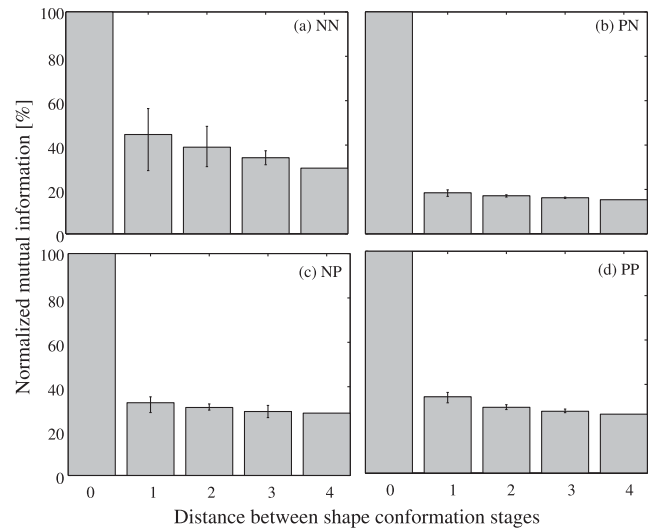 (a) NN
(b) PN
100
80
60
40
20
0
Normalized mutual information [%]
(c) NP
(d) PP
100
80
60
40
20
0
0 1 2 3 4
0 1 2 3 4
Distance between shape conformation stages